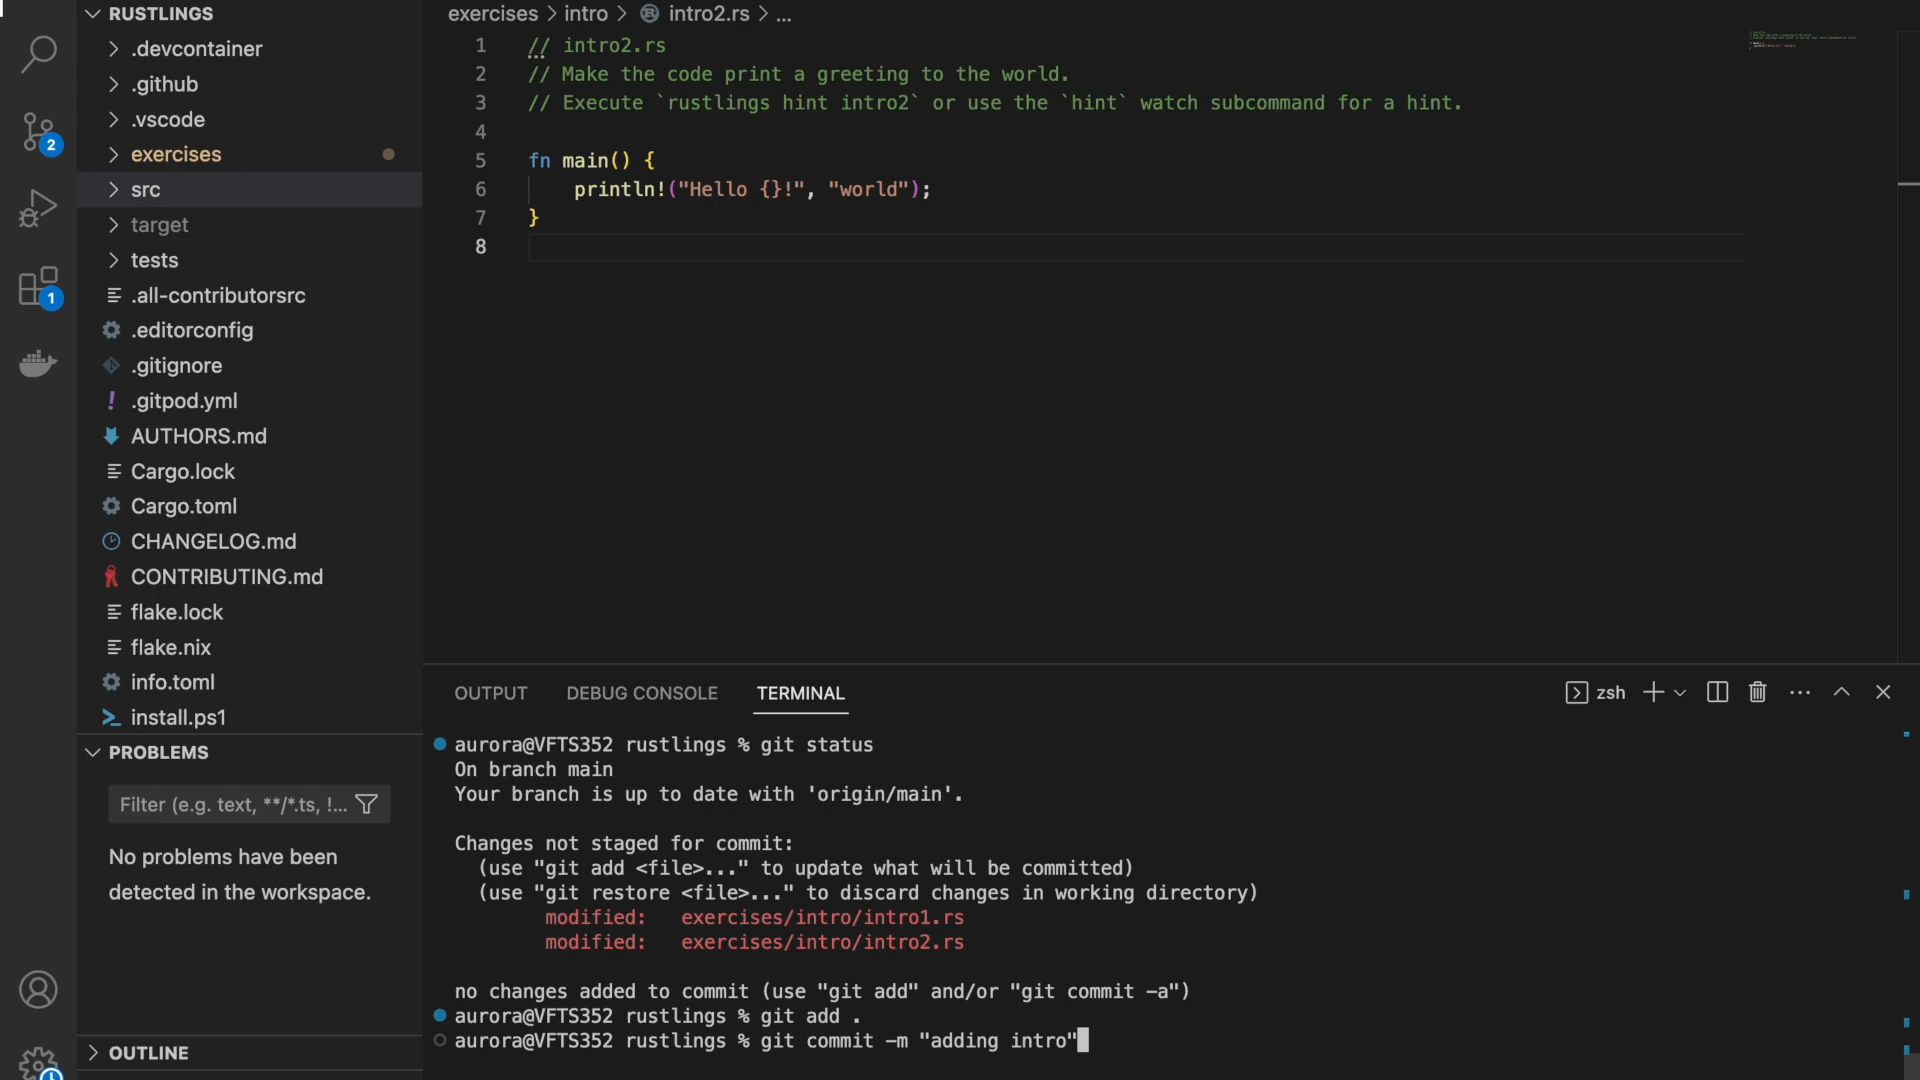 RUSTLINGS
.devcontainer
.github
.vscode
exercises
src
target
tests
.all-contributorsrc
.editorconfig
.gitignore
.gitpod.yml
AUTHORS.md
Cargo.lock
Cargo.toml
CHANGELOG.md
CONTRIBUTING.md
flake.lock
flake.nix
info.toml
install.ps1
PROBLEMS
Filter (e.g. text, **/*.ts, !...
No problems have been
detected in the workspace.
OUTLINE
2
1
exercises > intro > intro2.rs > ...
1 // intro2.rs
2 // Make the code print a greeting to the world.
3 // Execute `rustlings hint intro2` or use the `hint` watch subcommand for a hint.
4
5 fn main() {
6 println!("Hello {}!", "world");
7 }
8
OUTPUT DEBUG CONSOLE TERMINAL zsh
aurora@VFTS352 rustlings % git status
On branch main
Your branch is up to date with 'origin/main'.
Changes not staged for commit:
(use "git add <file>..." to update what will be committed)
(use "git restore <file>..." to discard changes in working directory)
modified: exercises/intro/intro1.rs
modified: exercises/intro/intro2.rs
no changes added to commit (use "git add" and/or "git commit -a")
aurora@VFTS352 rustlings % git add .
aurora@VFTS352 rustlings % git commit -m "adding intro"